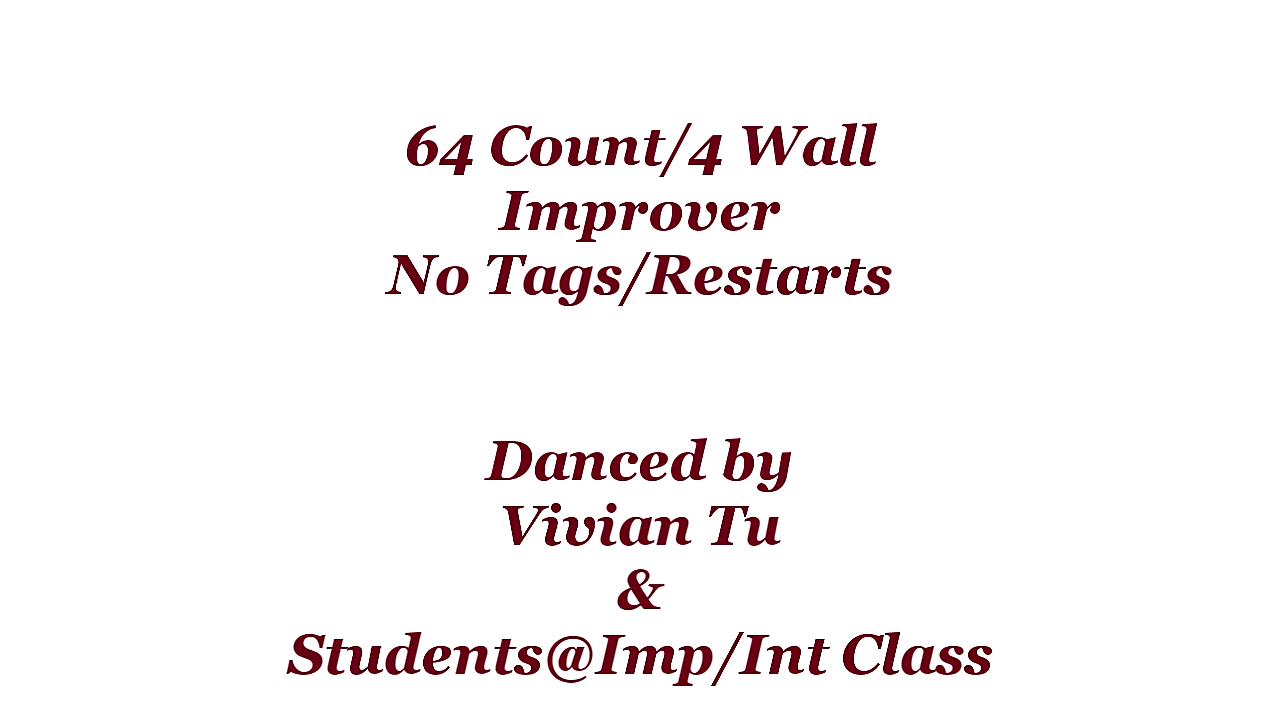 64 Count/4 Wall
Improver
No Tags/Restarts
Danced by
Vivian Tu
&
Students@Imp/Int Class